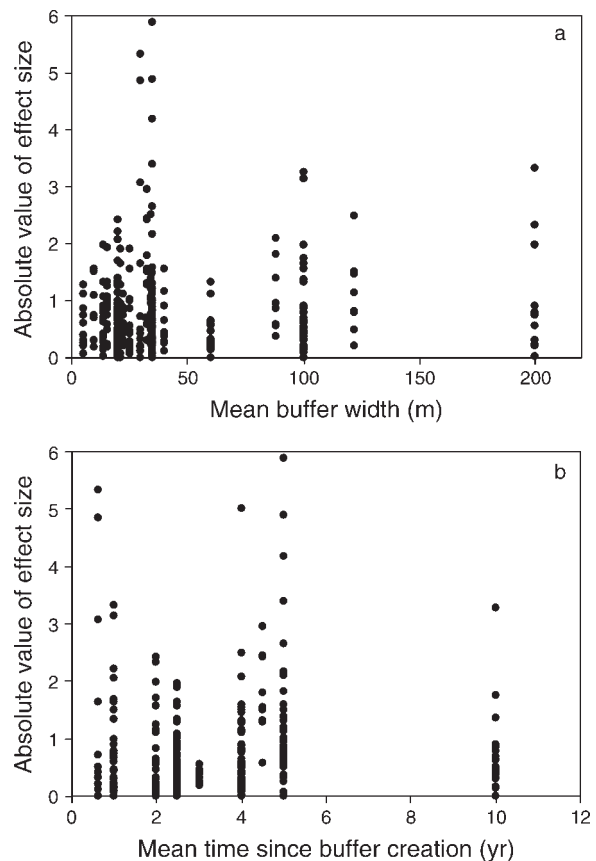 a
Absolute value of effect size
6
5
4
3
2
1
0
0 50 100 150 200
Mean buffer width (m)
b
Absolute value of effect size
6
5
4
3
2
1
0
0 2 4 6 8 10 12
Mean time since buffer creation (yr)